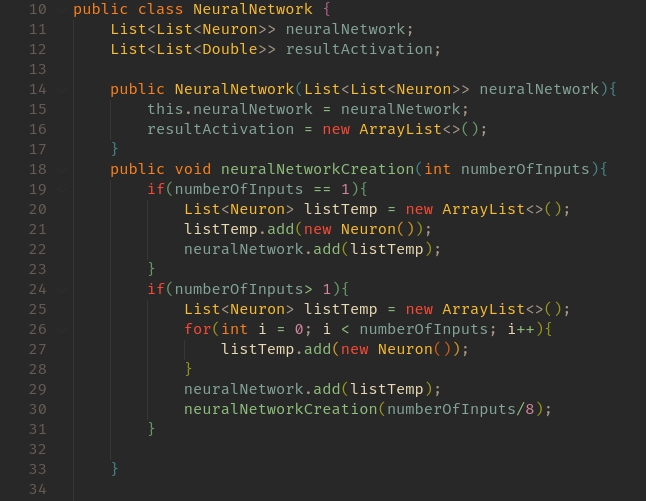 10 public class NeuralNetwork {
11     List<List<Neuron>> neuralNetwork;
12     List<List<Double>> resultActivation;
13
14     public NeuralNetwork(List<List<Neuron>> neuralNetwork){
15         this.neuralNetwork = neuralNetwork;
16         resultActivation = new ArrayList<>();
17     }
18     public void neuralNetworkCreation(int numberOfInputs){
19         if(numberOfInputs == 1){
20             List<Neuron> listTemp = new ArrayList<>();
21             listTemp.add(new Neuron());
22             neuralNetwork.add(listTemp);
23         }
24         if(numberOfInputs> 1){
25             List<Neuron> listTemp = new ArrayList<>();
26             for(int i = 0; i < numberOfInputs; i++){
27                 listTemp.add(new Neuron());
28             }
29             neuralNetwork.add(listTemp);
30             neuralNetworkCreation(numberOfInputs/8);
31         }
32
33     }
34